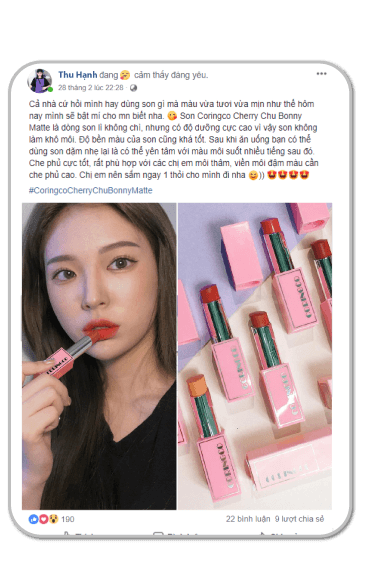 Thu Hạnh đang 🥰 cảm thấy đáng yêu.
28 tháng 2 lúc 22:28
Cả nhà cứ hỏi mình hay dùng son gì mà màu vừa tươi vừa mịn như thế hôm
nay mình sẽ bật mí cho mn biết nha. 😘 Son Coringco Cherry Chu Bonny
Matte là dòng son lì không chì, nhưng có độ dưỡng cực cao vì vậy son không
làm khô môi. Độ bền màu của son cũng khá tốt. Sau khi ăn uống bạn có thể
dùng son dặm nhẹ lại là có thể yên tâm với màu môi suốt nhiều tiếng sau đó.
Che phủ cực tốt, rất phù hợp với các chị em môi thâm, viền môi đậm màu cần
che phủ cao. Chị em nên sắm ngay 1 thỏi cho mình đi nha 😆)) 🤩🤩🤩🤩
#CoringcoCherryChuBonnyMatte
CORINGCO
190
22 bình luận 9 lượt chia sẻ